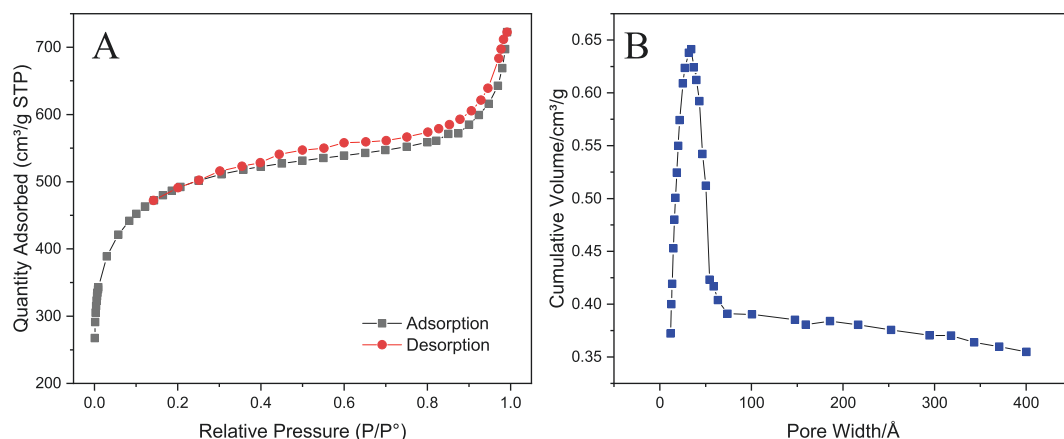 A
Quantity Adsorbed (cm³/g STP)
700
600
500
400
300
200
0.0 0.2 0.4 0.6 0.8 1.0
Relative Pressure (P/P°)
Adsorption
Desorption
B
Cumulative Volume/cm³/g
0.65
0.60
0.55
0.50
0.45
0.40
0.35
0 100 200 300 400
Pore Width/Å